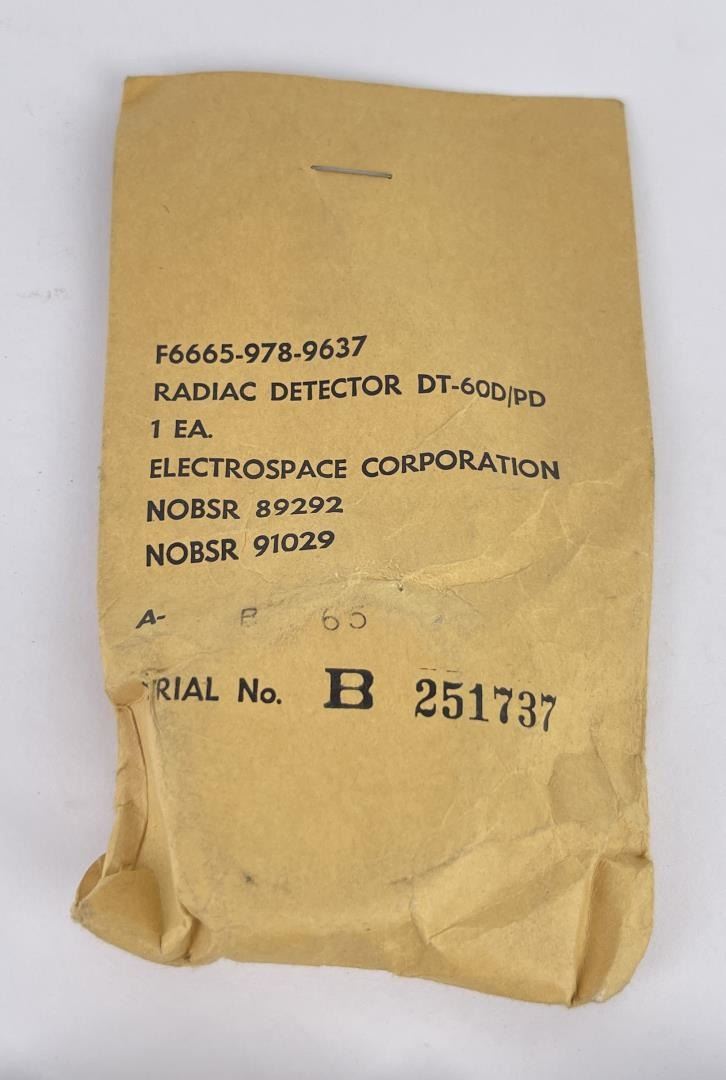 F6665-978-9637
RADIAC DETECTOR DT-60D/PD
1 EA.
ELECTROSPACE CORPORATION
NOBSR 89292
NOBSR 91029
A- 65
RIAL No. B 251737